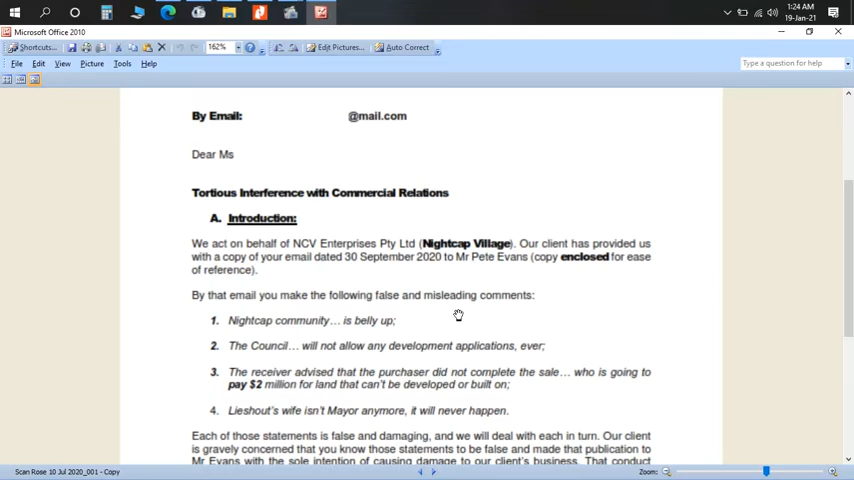 1:24 AM
19-Jan-21
Microsoft Office 2010
Shortcuts...
162%
Edit Pictures...
Auto Correct
File Edit View Picture Tools Help
Type a question for help
By Email: @mail.com
Dear Ms
Tortious Interference with Commercial Relations
A. Introduction:
We act on behalf of NCV Enterprises Pty Ltd (Nightcap Village). Our client has provided us
with a copy of your email dated 30 September 2020 to Mr Pete Evans (copy enclosed for ease
of reference).
By that email you make the following false and misleading comments:
1. Nightcap community… is belly up;
2. The Council… will not allow any development applications, ever;
3. The receiver advised that the purchaser did not complete the sale… who is going to
pay $2 million for land that can't be developed or built on;
4. Lieshout's wife isn't Mayor anymore, it will never happen.
Each of those statements is false and damaging, and we will deal with each in turn. Our client
is gravely concerned that you know those statements to be false and made that publication to
Mr Evans with the sole intention of causing damage to our client's business. That conduct
Scan Rose 10 Jul 2020_001 - Copy
Zoom: